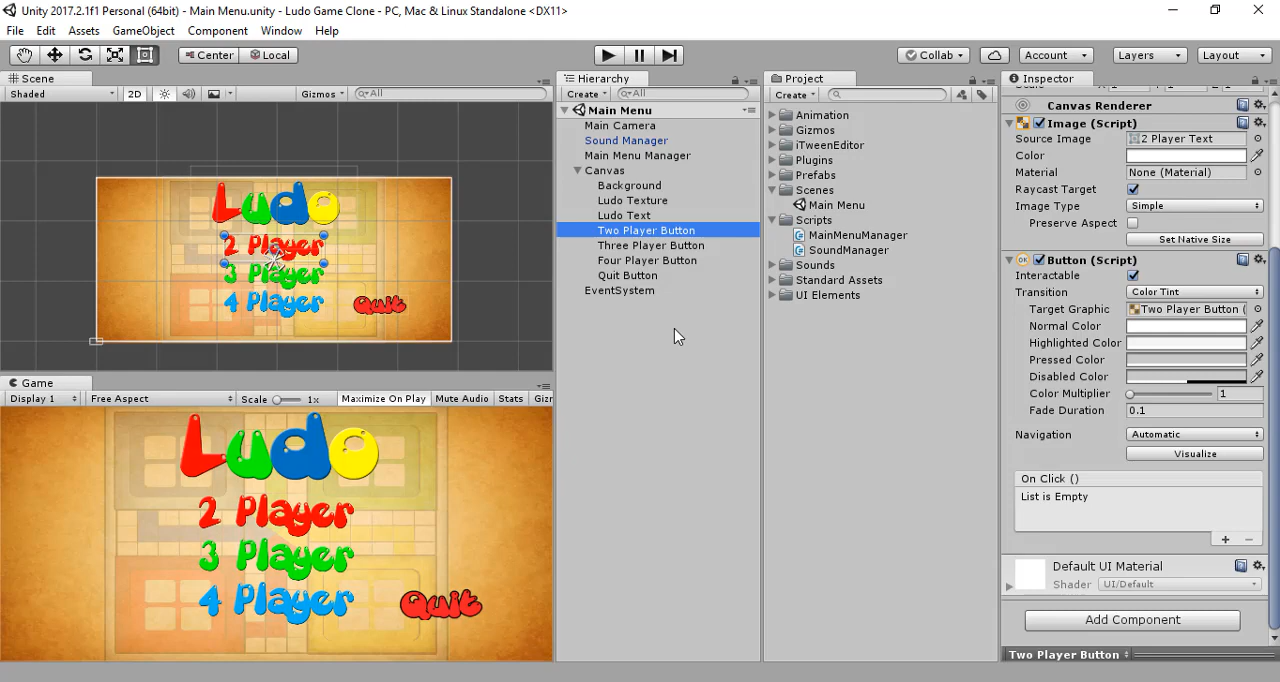 Unity 2017.2.1f1 Personal (64bit) - Main Menu.unity - Ludo Game Clone - PC, Mac & Linux Standalone <DX11>
File Edit Assets GameObject Component Window Help
Center Local Collab Account Layers Layout
Scene
Shaded 2D Gizmos All
Ludo
2 Player
3 Player
4 Player
Quit
Game
Display 1 Free Aspect Scale 1x Maximize On Play Mute Audio Stats Giz
Ludo
2 Player
3 Player
4 Player
Quit
Hierarchy
Create All
Main Menu
Main Camera
Sound Manager
Main Menu Manager
Canvas
Background
Ludo Texture
Ludo Text
Two Player Button
Three Player Button
Four Player Button
Quit Button
EventSystem
Project
Create
Animation
Gizmos
iTweenEditor
Plugins
Prefabs
Scenes
Main Menu
Scripts
MainMenuManager
SoundManager
Sounds
Standard Assets
UI Elements
Inspector
Canvas Renderer
Image (Script)
Source Image 2 Player Text
Color
Material None (Material)
Raycast Target
Image Type Simple
Preserve Aspect
Set Native Size
Button (Script)
Interactable
Transition Color Tint
Target Graphic Two Player Button (
Normal Color
Highlighted Color
Pressed Color
Disabled Color
Color Multiplier 1
Fade Duration 0.1
Navigation Automatic
Visualize
On Click ()
List is Empty
Default UI Material
Shader UI/Default
Add Component
Two Player Button